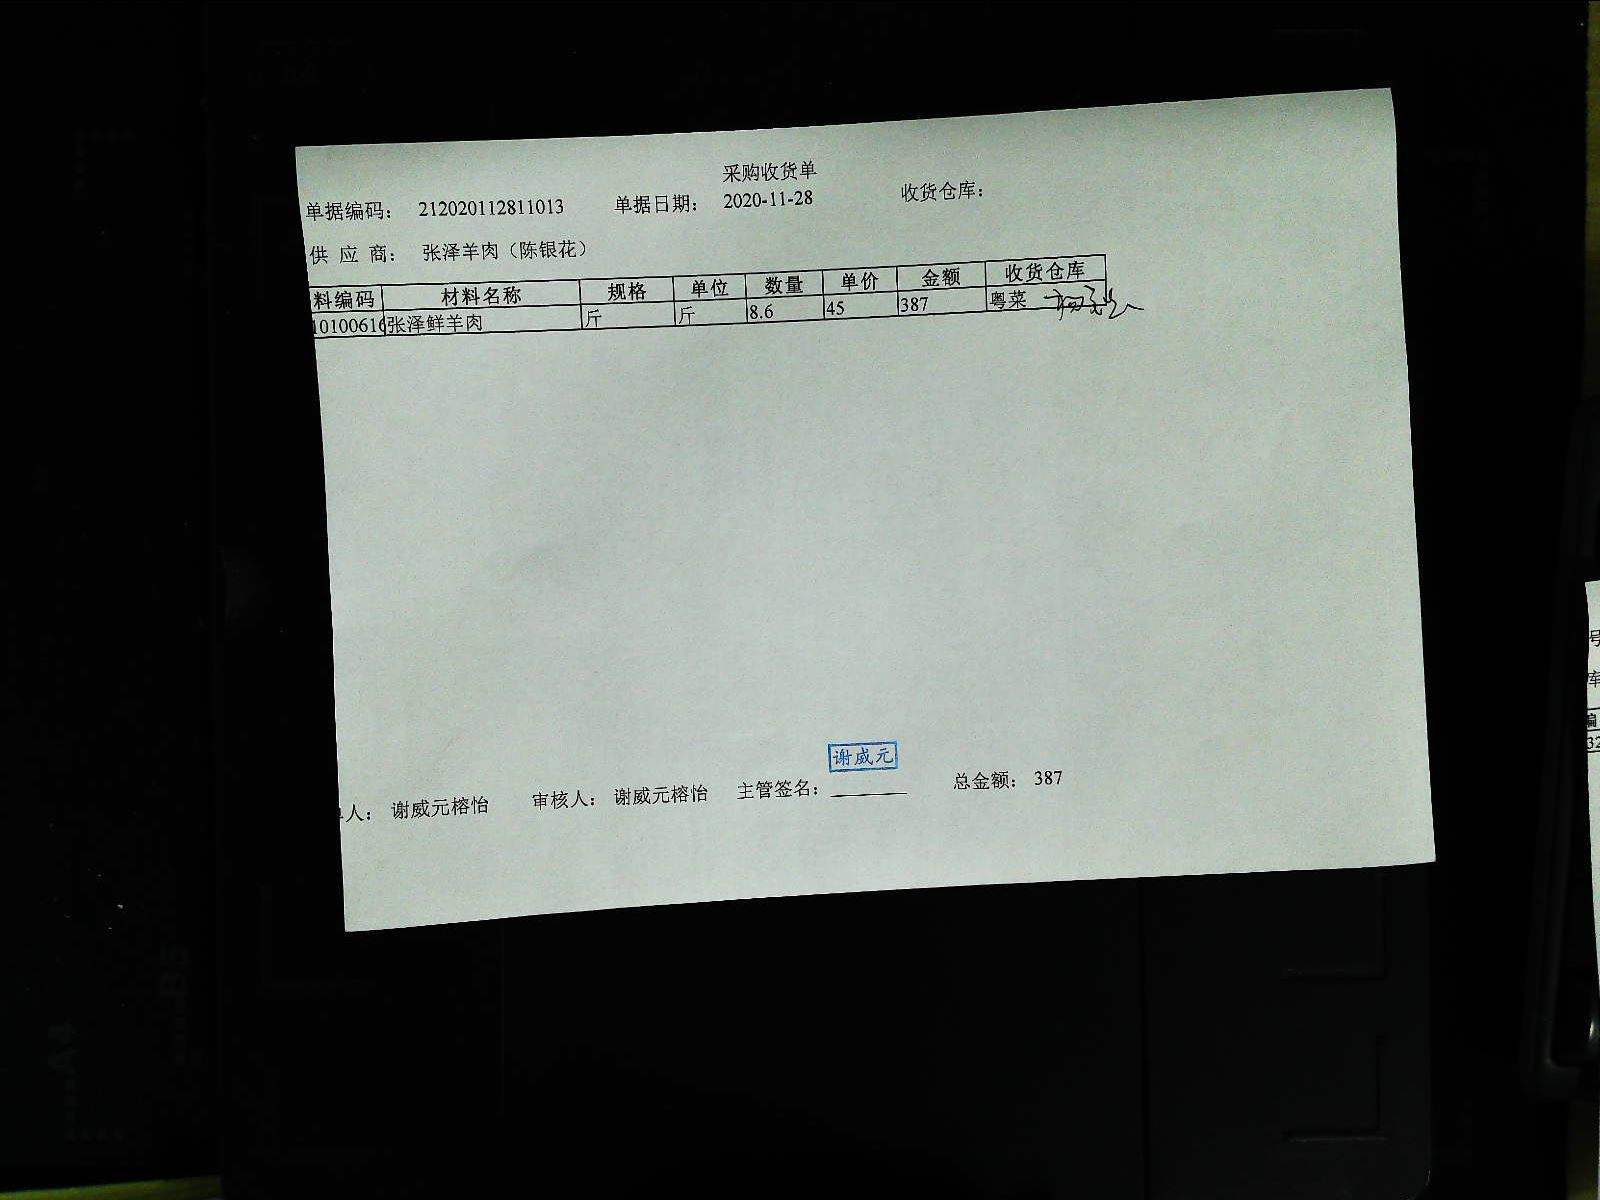 采购收货单
单据编码： 212020112811013 单据日期： 2020-11-28 收货仓库：
供 应 商： 张泽羊肉（陈银花）
料编码 材料名称 规格 单位 数量 单价 金额 收货仓库
10100616 张泽鲜羊肉 斤 斤 8.6 45 387 粤菜
谢威元
人： 谢威元榕怡 审核人： 谢威元榕怡 主管签名： 总金额： 387
号
库
编
32